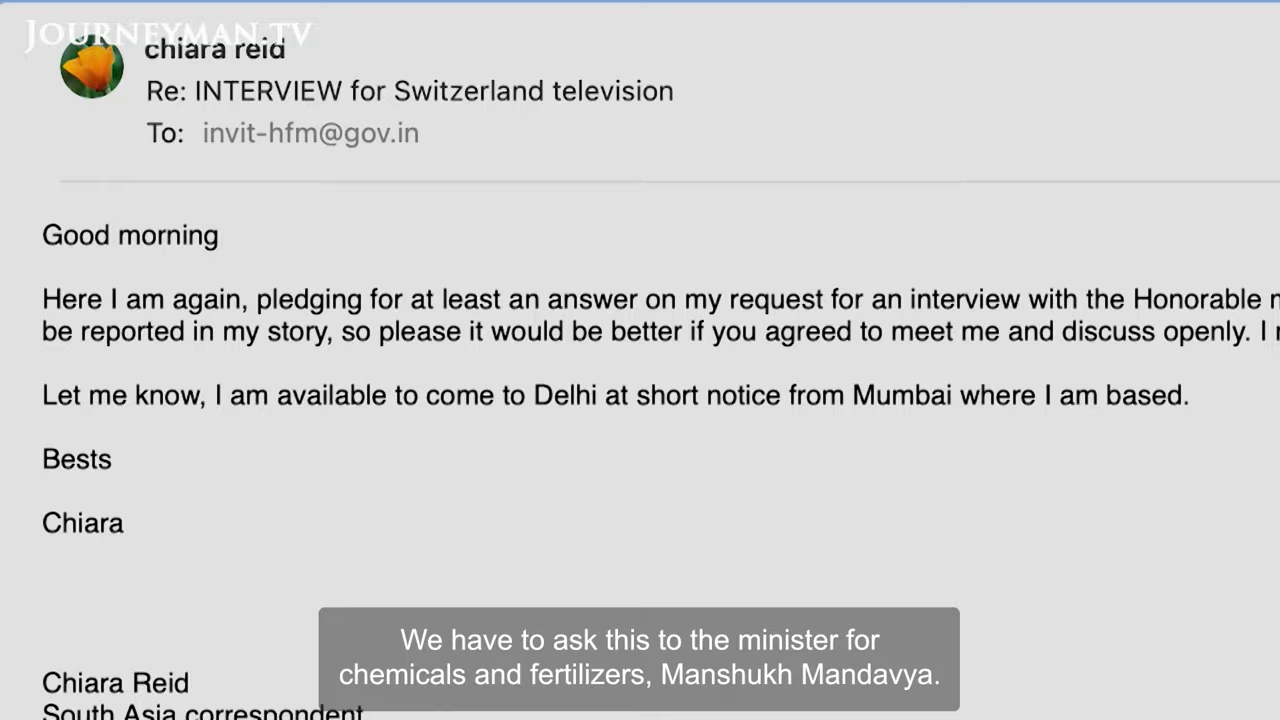 JOURNEYMAN.TV
chiara reid
Re: INTERVIEW for Switzerland television
To: invit-hfm@gov.in
Good morning
Here I am again, pledging for at least an answer on my request for an interview with the Honorable
be reported in my story, so please it would be better if you agreed to meet me and discuss openly. I
Let me know, I am available to come to Delhi at short notice from Mumbai where I am based.
Bests
Chiara
We have to ask this to the minister for
chemicals and fertilizers, Manshukh Mandavya.
Chiara Reid
South Asia correspondent